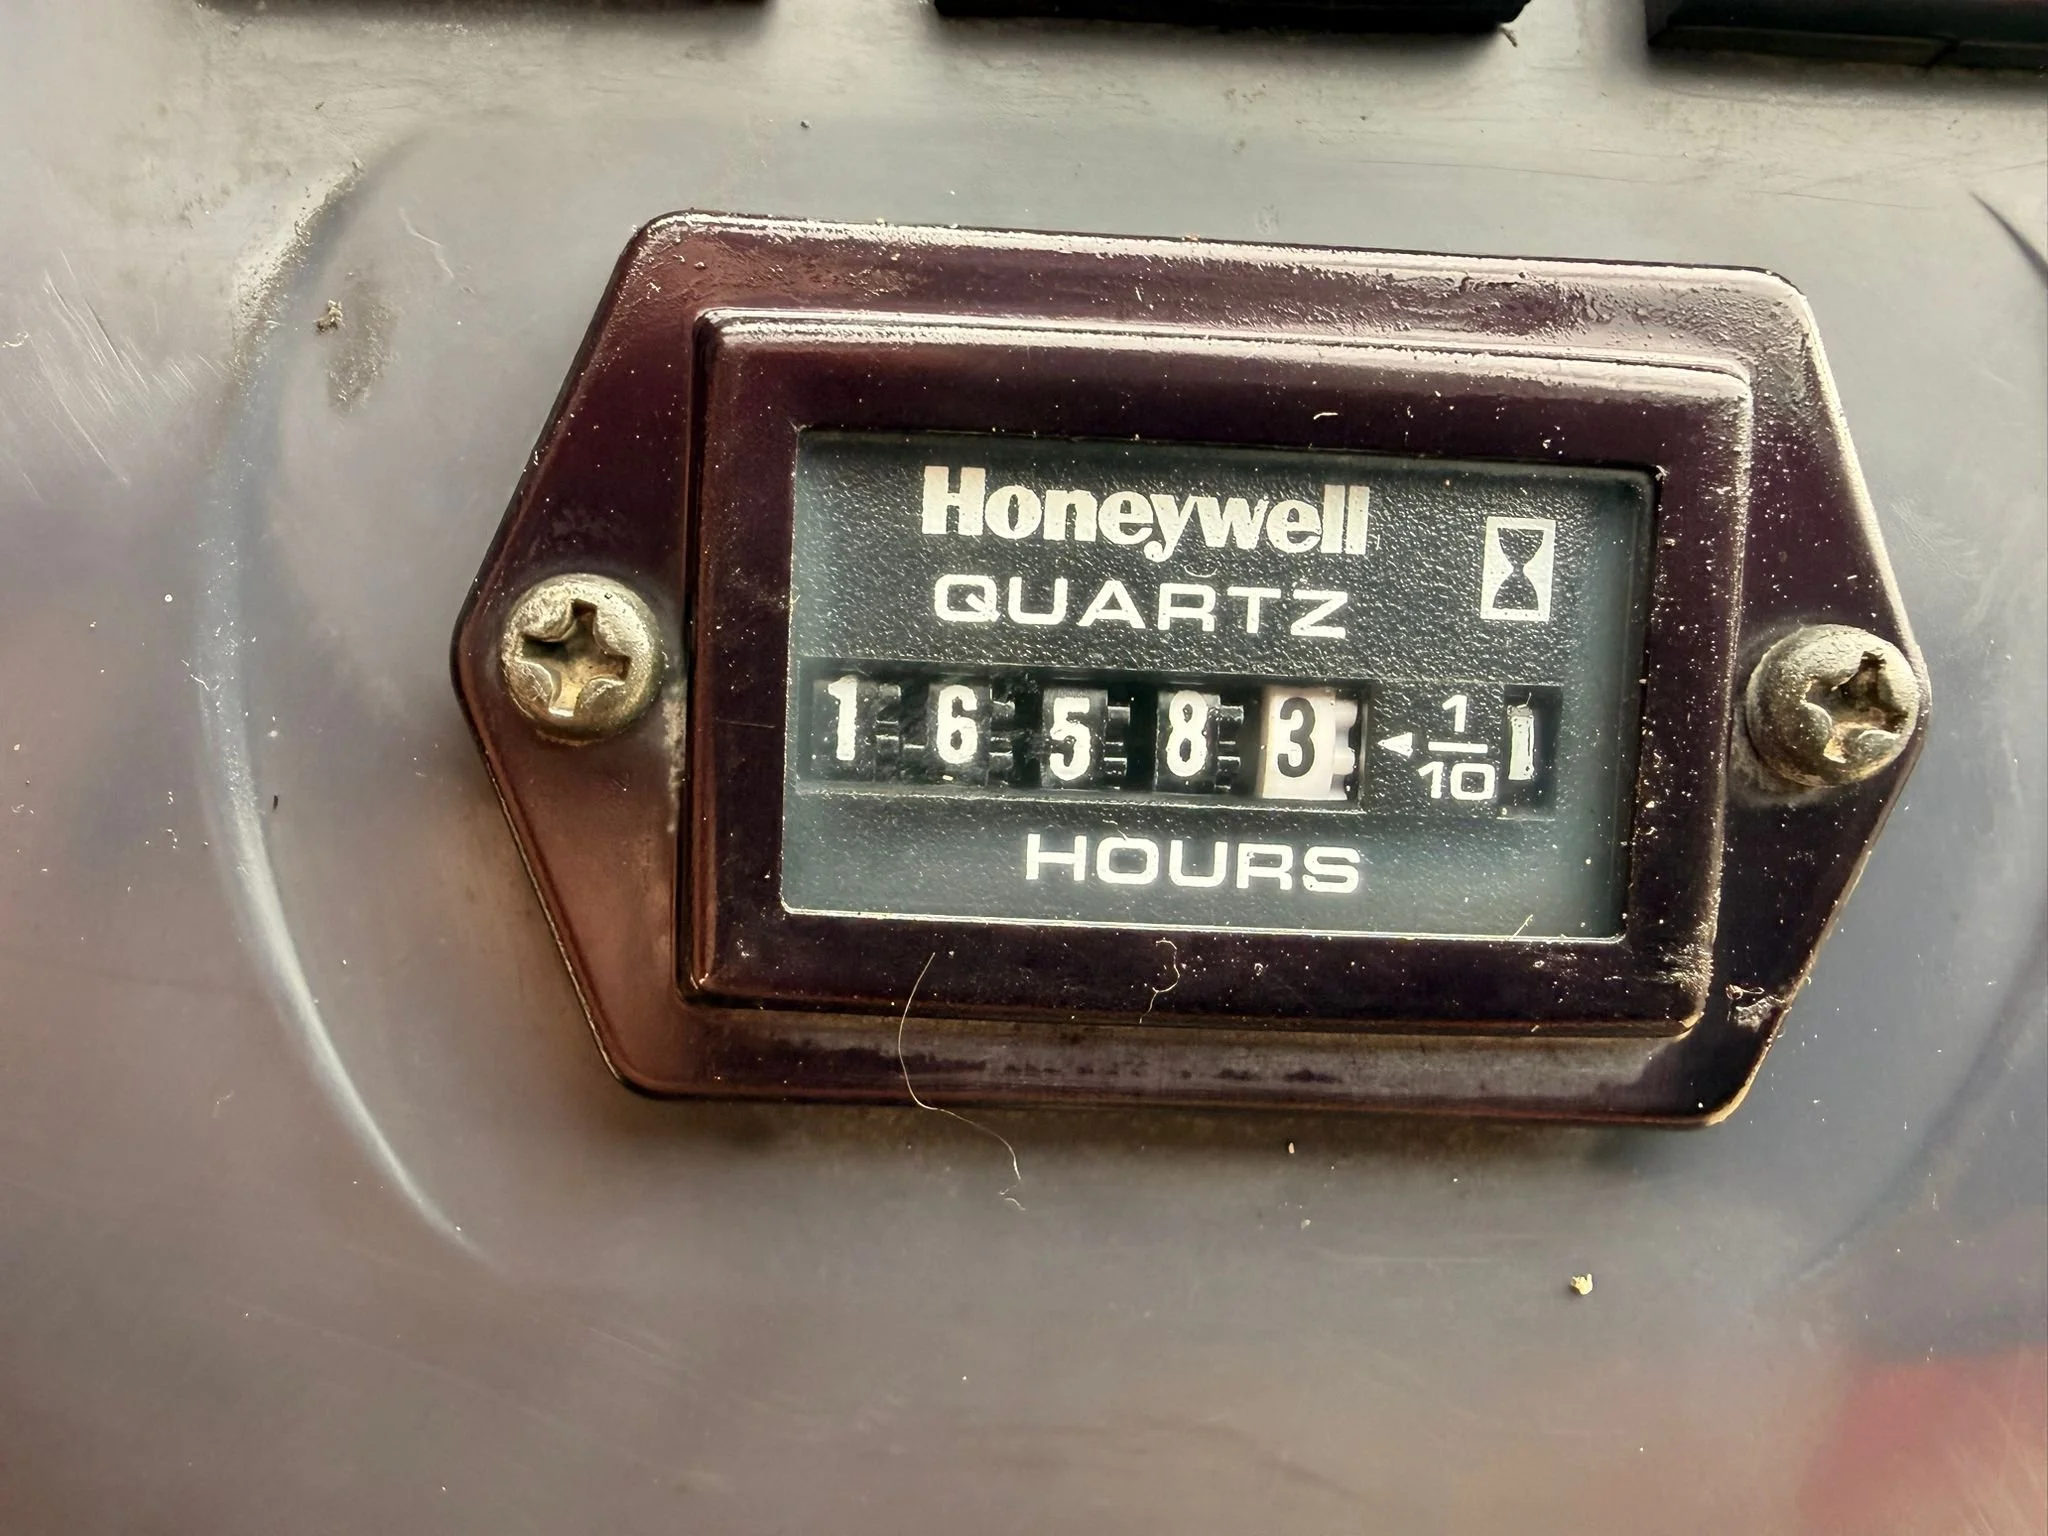 Honeywell
QUARTZ
16583 ◄ 1/10
HOURS